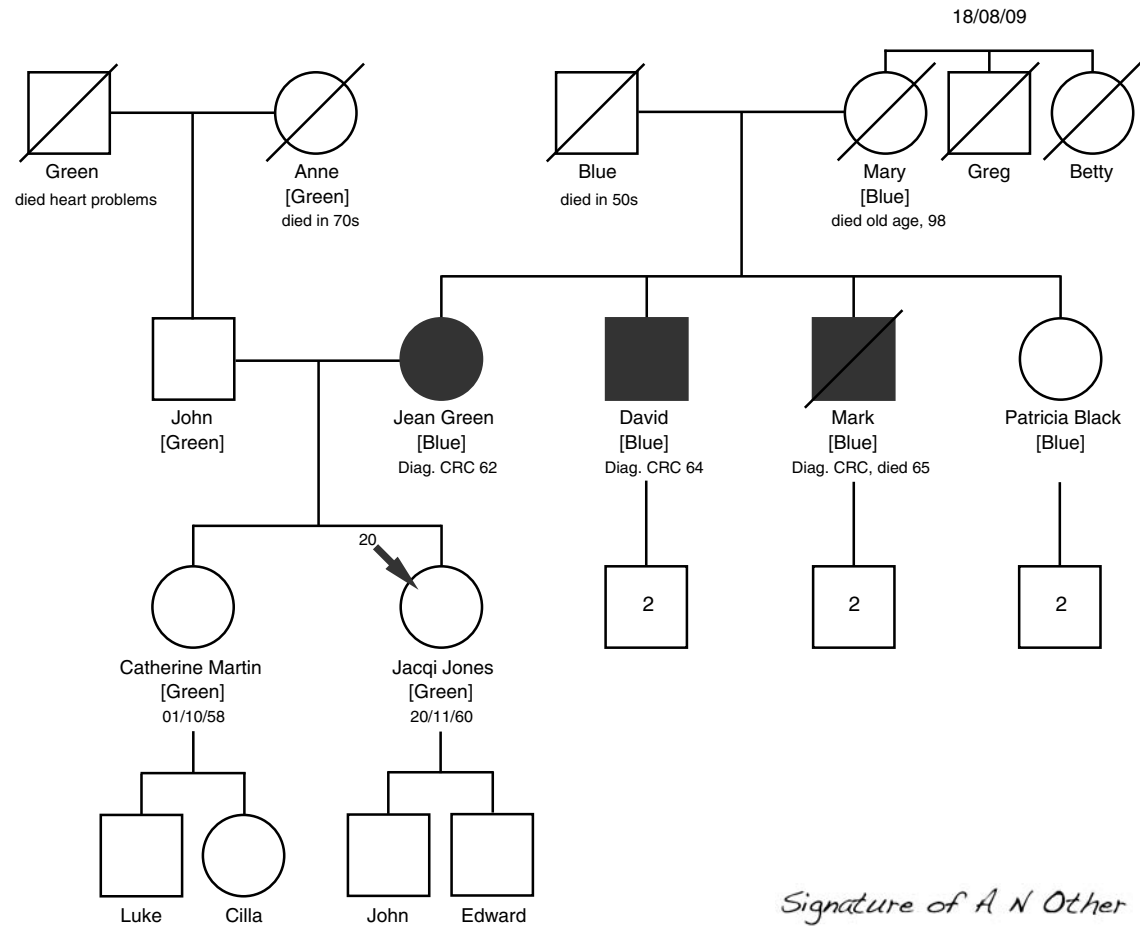 18/08/09
Green
died heart problems
Anne
[Green]
died in 70s
Blue
died in 50s
Mary
[Blue]
died old age, 98
Greg
Betty
John
[Green]
Jean Green
[Blue]
Diag. CRC 62
David
[Blue]
Diag. CRC 64
Mark
[Blue]
Diag. CRC, died 65
Patricia Black
[Blue]
20
2
2
2
Catherine Martin
[Green]
01/10/58
Jacqi Jones
[Green]
20/11/60
Luke
Cilla
John
Edward
Signature of A N Other